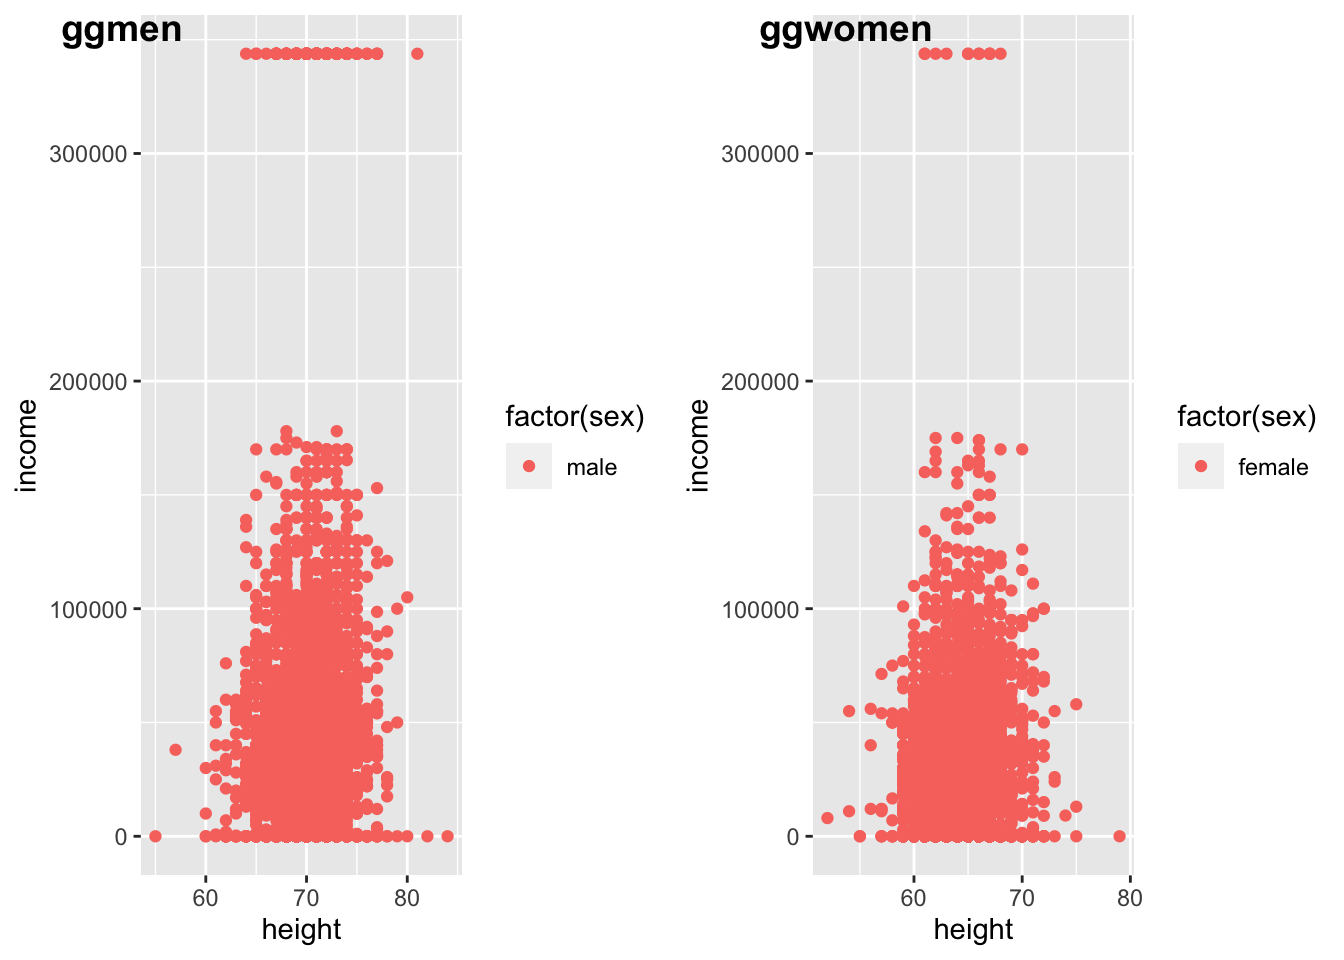 ggmen
300000
200000
100000
0
income
60 70 80
height
factor(sex)
male
ggwomen
300000
200000
100000
0
income
60 70 80
height
factor(sex)
female